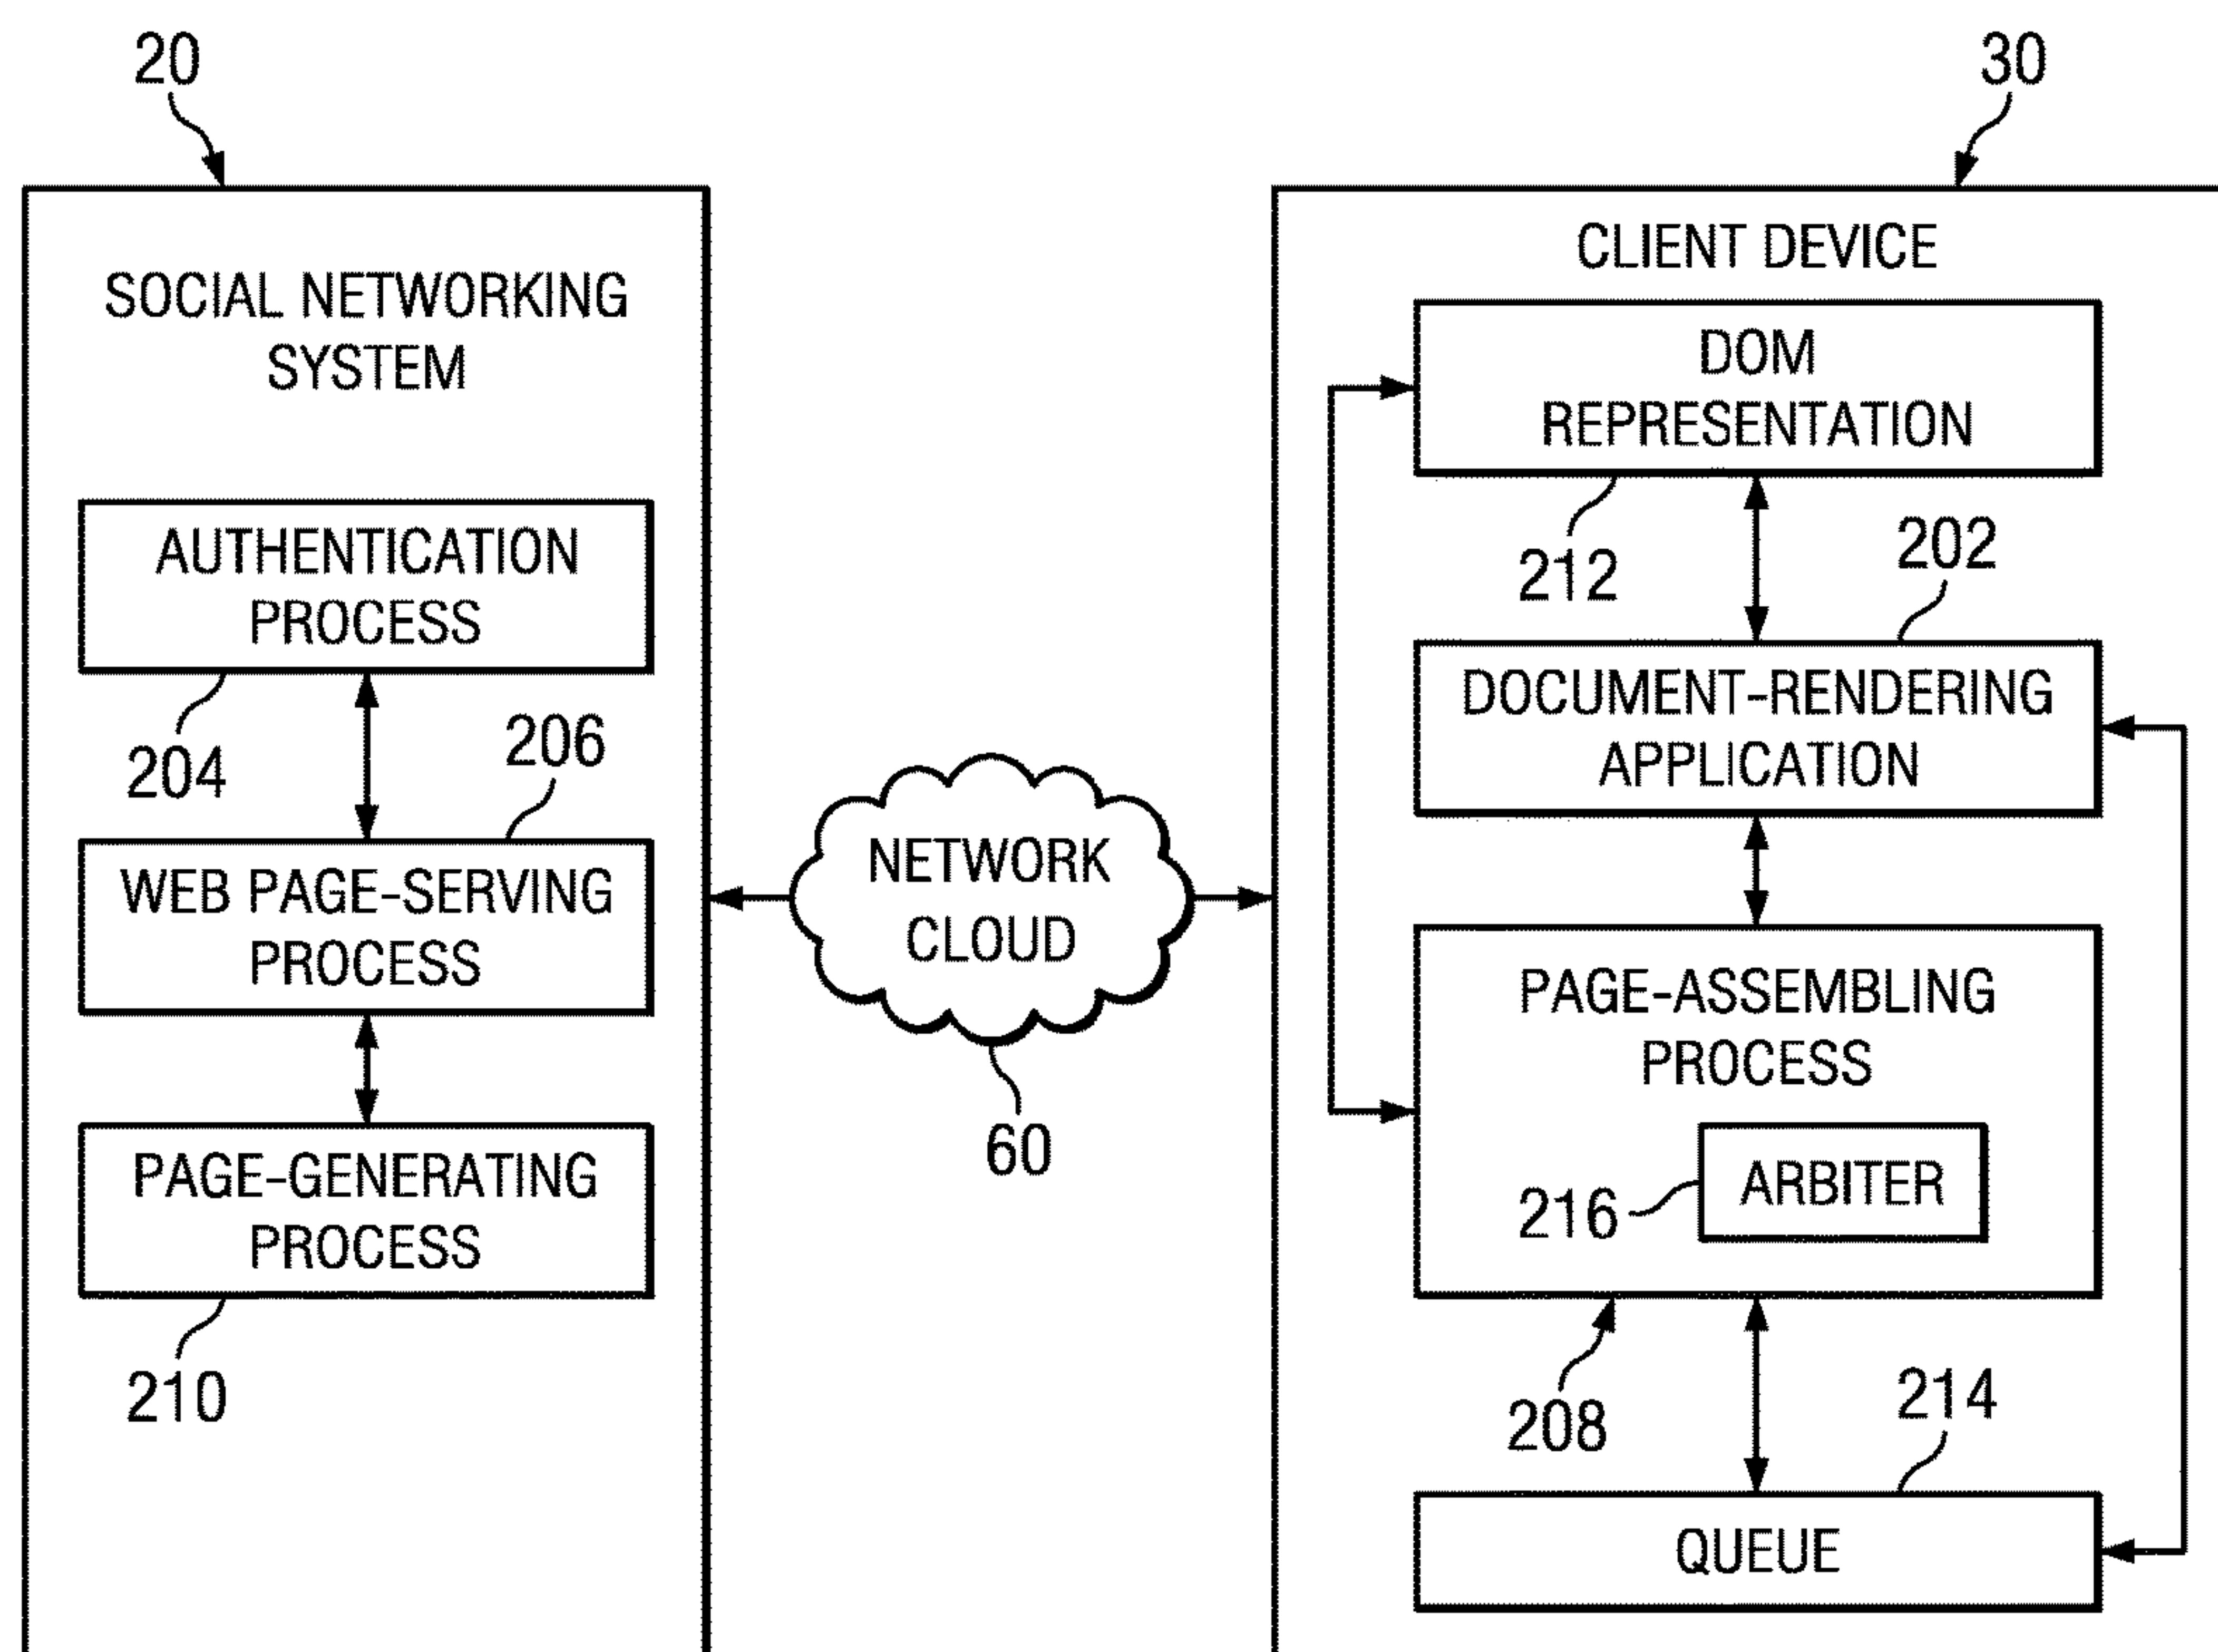 20
SOCIAL NETWORKING
SYSTEM
AUTHENTICATION
PROCESS
204
206
WEB PAGE-SERVING
PROCESS
PAGE-GENERATING
PROCESS
210
NETWORK
CLOUD
60
30
CLIENT DEVICE
DOM
REPRESENTATION
212
202
DOCUMENT-RENDERING
APPLICATION
PAGE-ASSEMBLING
PROCESS
216
ARBITER
208
214
QUEUE